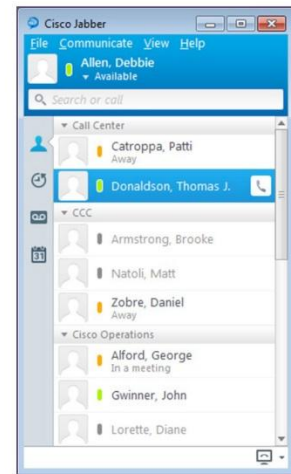 Cisco Jabber
File Communicate View Help
Allen, Debbie
Available
Search or call
Call Center
Catroppa, Patti
Away
Donaldson, Thomas J.
CCC
Armstrong, Brooke
Natoli, Matt
31
Zobre, Daniel
Away
Cisco Operations
Alford, George
In a meeting
Gwinner, John
Lorette, Diane